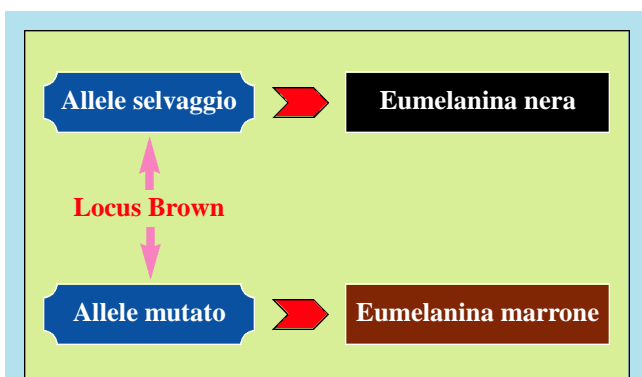 Allele selvaggio
Eumelanina nera
Locus Brown
Allele mutato
Eumelanina marrone